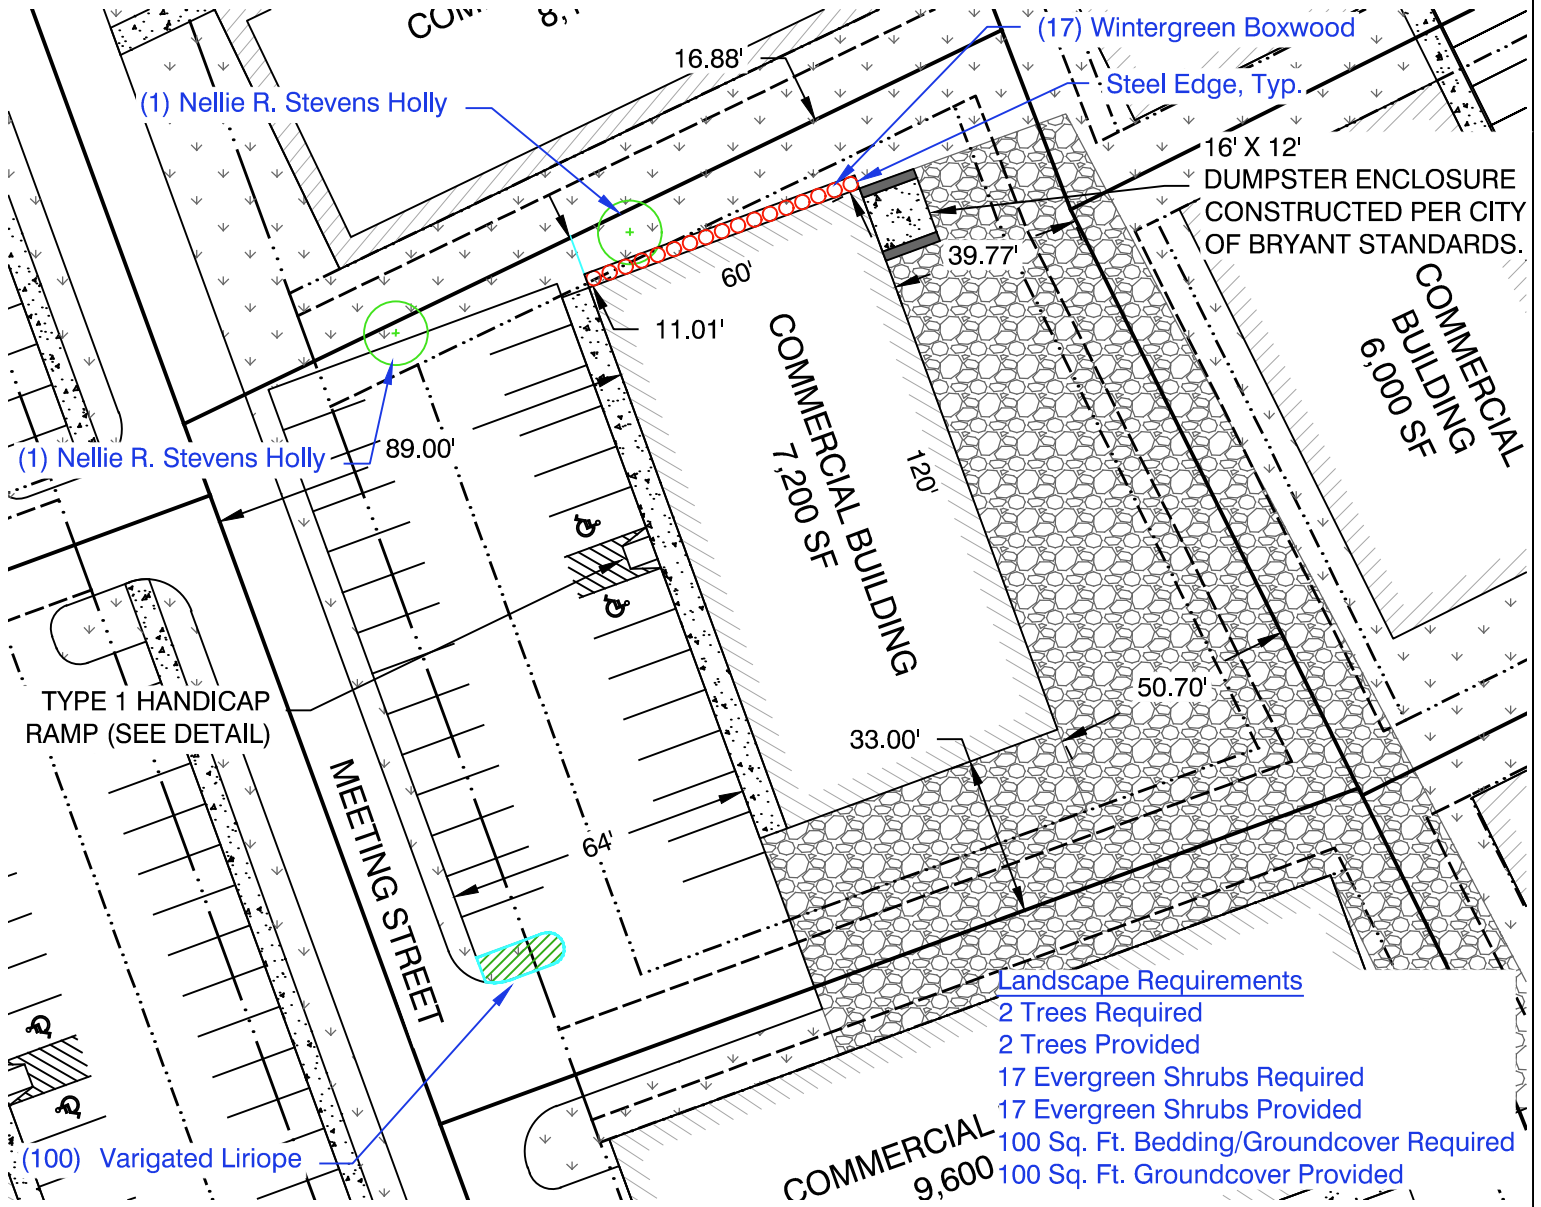 (17) Wintergreen Boxwood
16.88'
Steel Edge, Typ.
(1) Nellie R. Stevens Holly
16' X 12'
DUMPSTER ENCLOSURE
CONSTRUCTED PER CITY
OF BRYANT STANDARDS.
39.77'
60'
11.01'
COMMERCIAL
BUILDING
6,000 SF
COMMERCIAL BUILDING
7,200 SF
120'
89.00'
(1) Nellie R. Stevens Holly
TYPE 1 HANDICAP
RAMP (SEE DETAIL)
50.70'
33.00'
MEETING STREET
64'
Landscape Requirements
2 Trees Required
2 Trees Provided
17 Evergreen Shrubs Required
17 Evergreen Shrubs Provided
100 Sq. Ft. Bedding/Groundcover Required
100 Sq. Ft. Groundcover Provided
(100) Varigated Liriope
COMMERCIAL
9,600